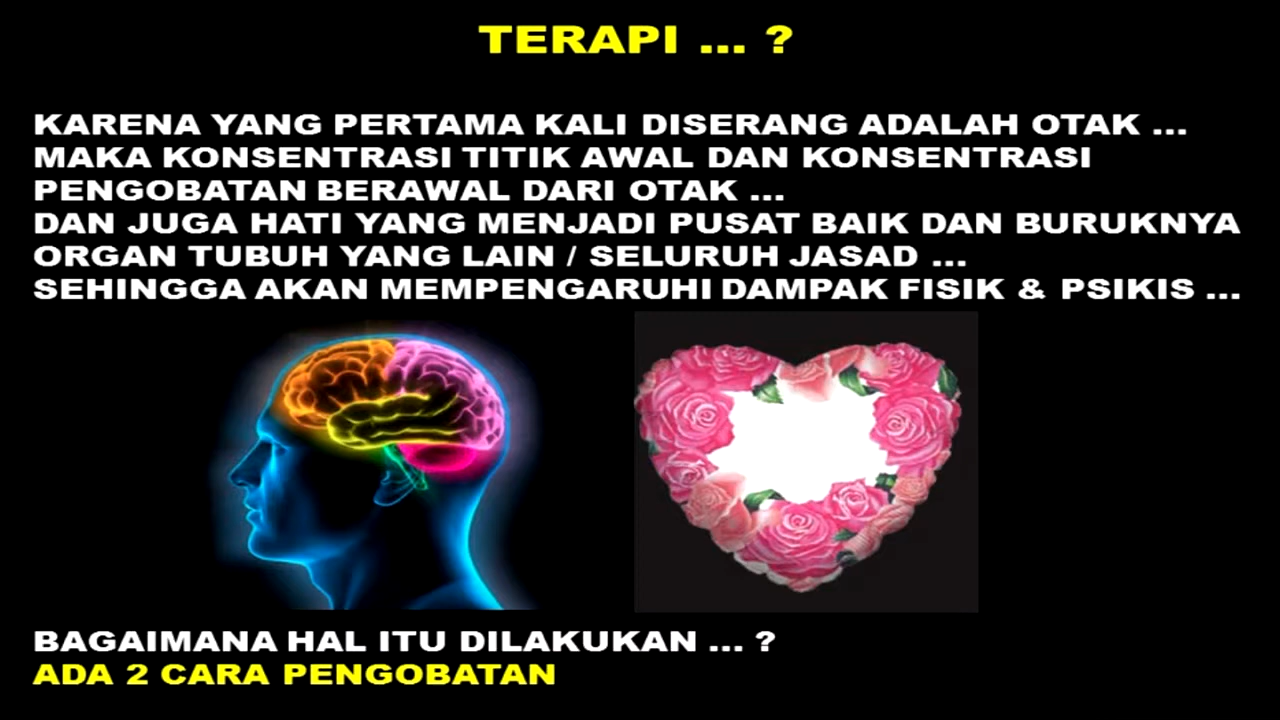 TERAPI ... ?
KARENA YANG PERTAMA KALI DISERANG ADALAH OTAK ...
MAKA KONSENTRASI TITIK AWAL DAN KONSENTRASI
PENGOBATAN BERAWAL DARI OTAK ...
DAN JUGA HATI YANG MENJADI PUSAT BAIK DAN BURUKNYA
ORGAN TUBUH YANG LAIN / SELURUH JASAD ...
SEHINGGA AKAN MEMPENGARUHI DAMPAK FISIK & PSIKIS ...
BAGAIMANA HAL ITU DILAKUKAN ... ?
ADA 2 CARA PENGOBATAN